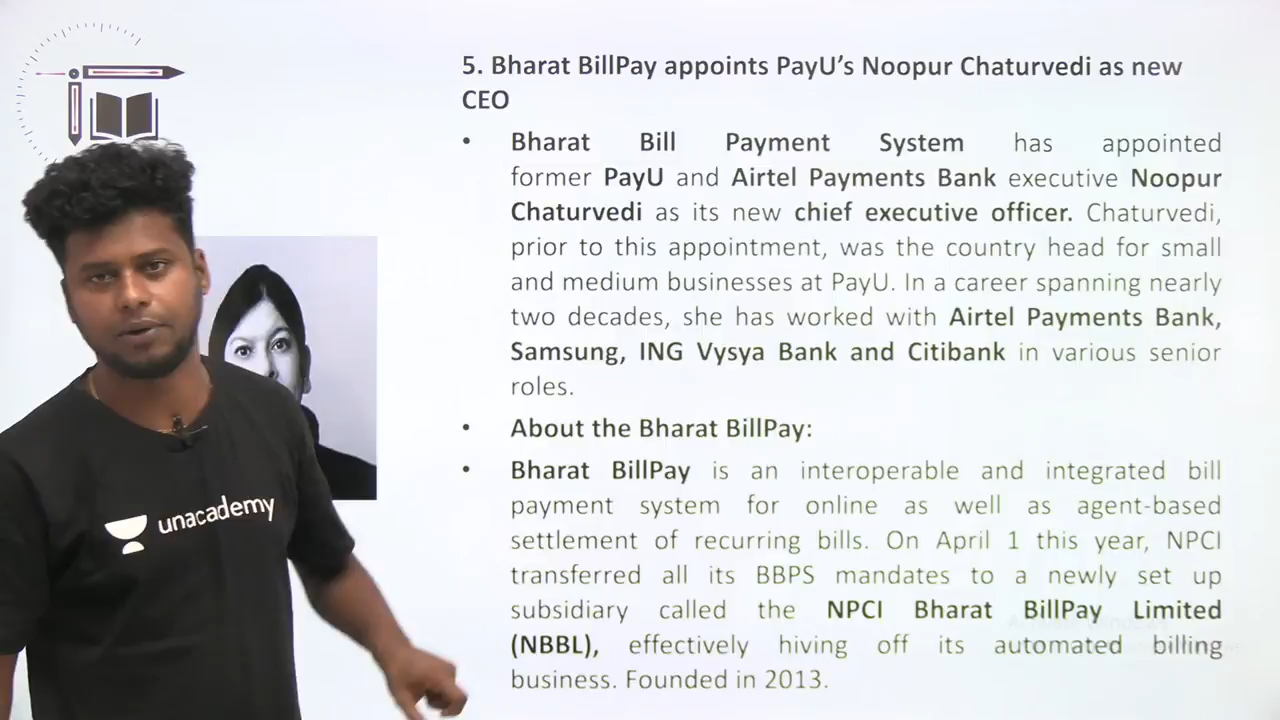 5. Bharat BillPay appoints PayU's Noopur Chaturvedi as new
CEO
• Bharat Bill Payment System has appointed
former PayU and Airtel Payments Bank executive Noopur
Chaturvedi as its new chief executive officer. Chaturvedi,
prior to this appointment, was the country head for small
and medium businesses at PayU. In a career spanning nearly
two decades, she has worked with Airtel Payments Bank,
Samsung, ING Vysya Bank and Citibank in various senior
roles.
• About the Bharat BillPay:
• Bharat BillPay is an interoperable and integrated bill
payment system for online as well as agent-based
settlement of recurring bills. On April 1 this year, NPCI
transferred all its BBPS mandates to a newly set up
subsidiary called the NPCI Bharat BillPay Limited
(NBBL), effectively hiving off its automated billing
business. Founded in 2013.
unacademy